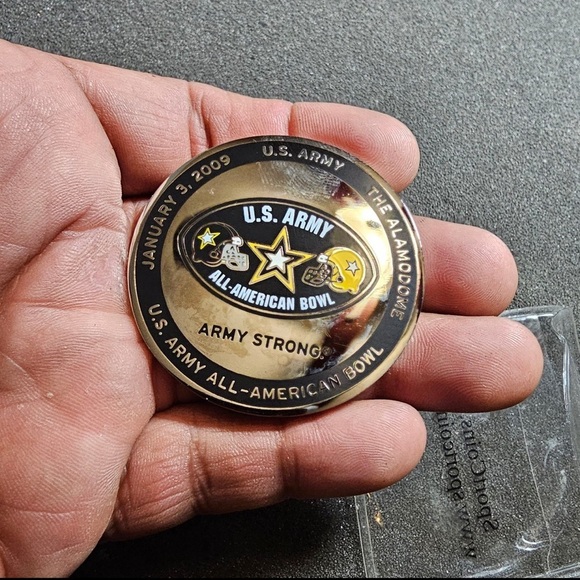 JANUARY 3, 2009
U.S. ARMY
THE ALAMODOME
U.S. ARMY
ALL-AMERICAN BOWL
ARMY STRONG
U.S. ARMY ALL-AMERICAN BOWL